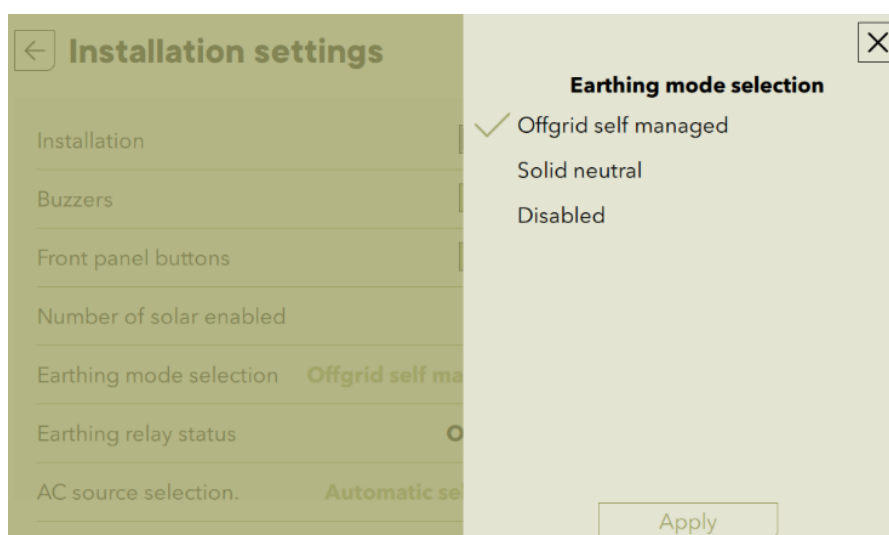 Installation settings
Installation
Buzzers
Front panel buttons
Number of solar enabled
Earthing mode selection Offgrid self ma
Earthing relay status O
AC source selection. Automatic se
Earthing mode selection
Offgrid self managed
Solid neutral
Disabled
Apply